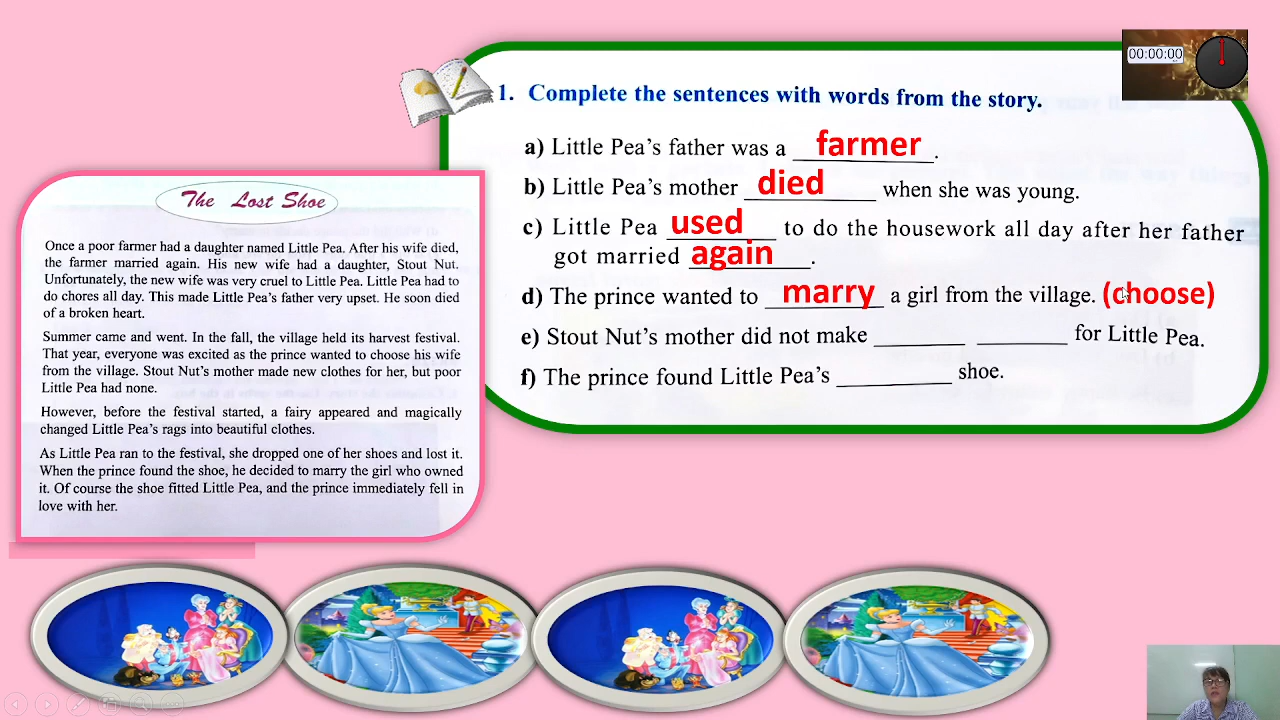 00:00:00
1. Complete the sentences with words from the story.
a) Little Pea's father was a farmer.
b) Little Pea's mother died when she was young.
c) Little Pea used to do the housework all day after her father
got married again.
d) The prince wanted to marry a girl from the village. (choose)
e) Stout Nut's mother did not make ________ ________ for Little Pea.
f) The prince found Little Pea's __________ shoe.
The Lost Shoe
Once a poor farmer had a daughter named Little Pea. After his wife died,
the farmer married again. His new wife had a daughter, Stout Nut.
Unfortunately, the new wife was very cruel to Little Pea. Little Pea had to
do chores all day. This made Little Pea's father very upset. He soon died
of a broken heart.
Summer came and went. In the fall, the village held its harvest festival.
That year, everyone was excited as the prince wanted to choose his wife
from the village. Stout Nut's mother made new clothes for her, but poor
Little Pea had none.
However, before the festival started, a fairy appeared and magically
changed Little Pea's rags into beautiful clothes.
As Little Pea ran to the festival, she dropped one of her shoes and lost it.
When the prince found the shoe, he decided to marry the girl who owned
it. Of course the shoe fitted Little Pea, and the prince immediately fell in
love with her.